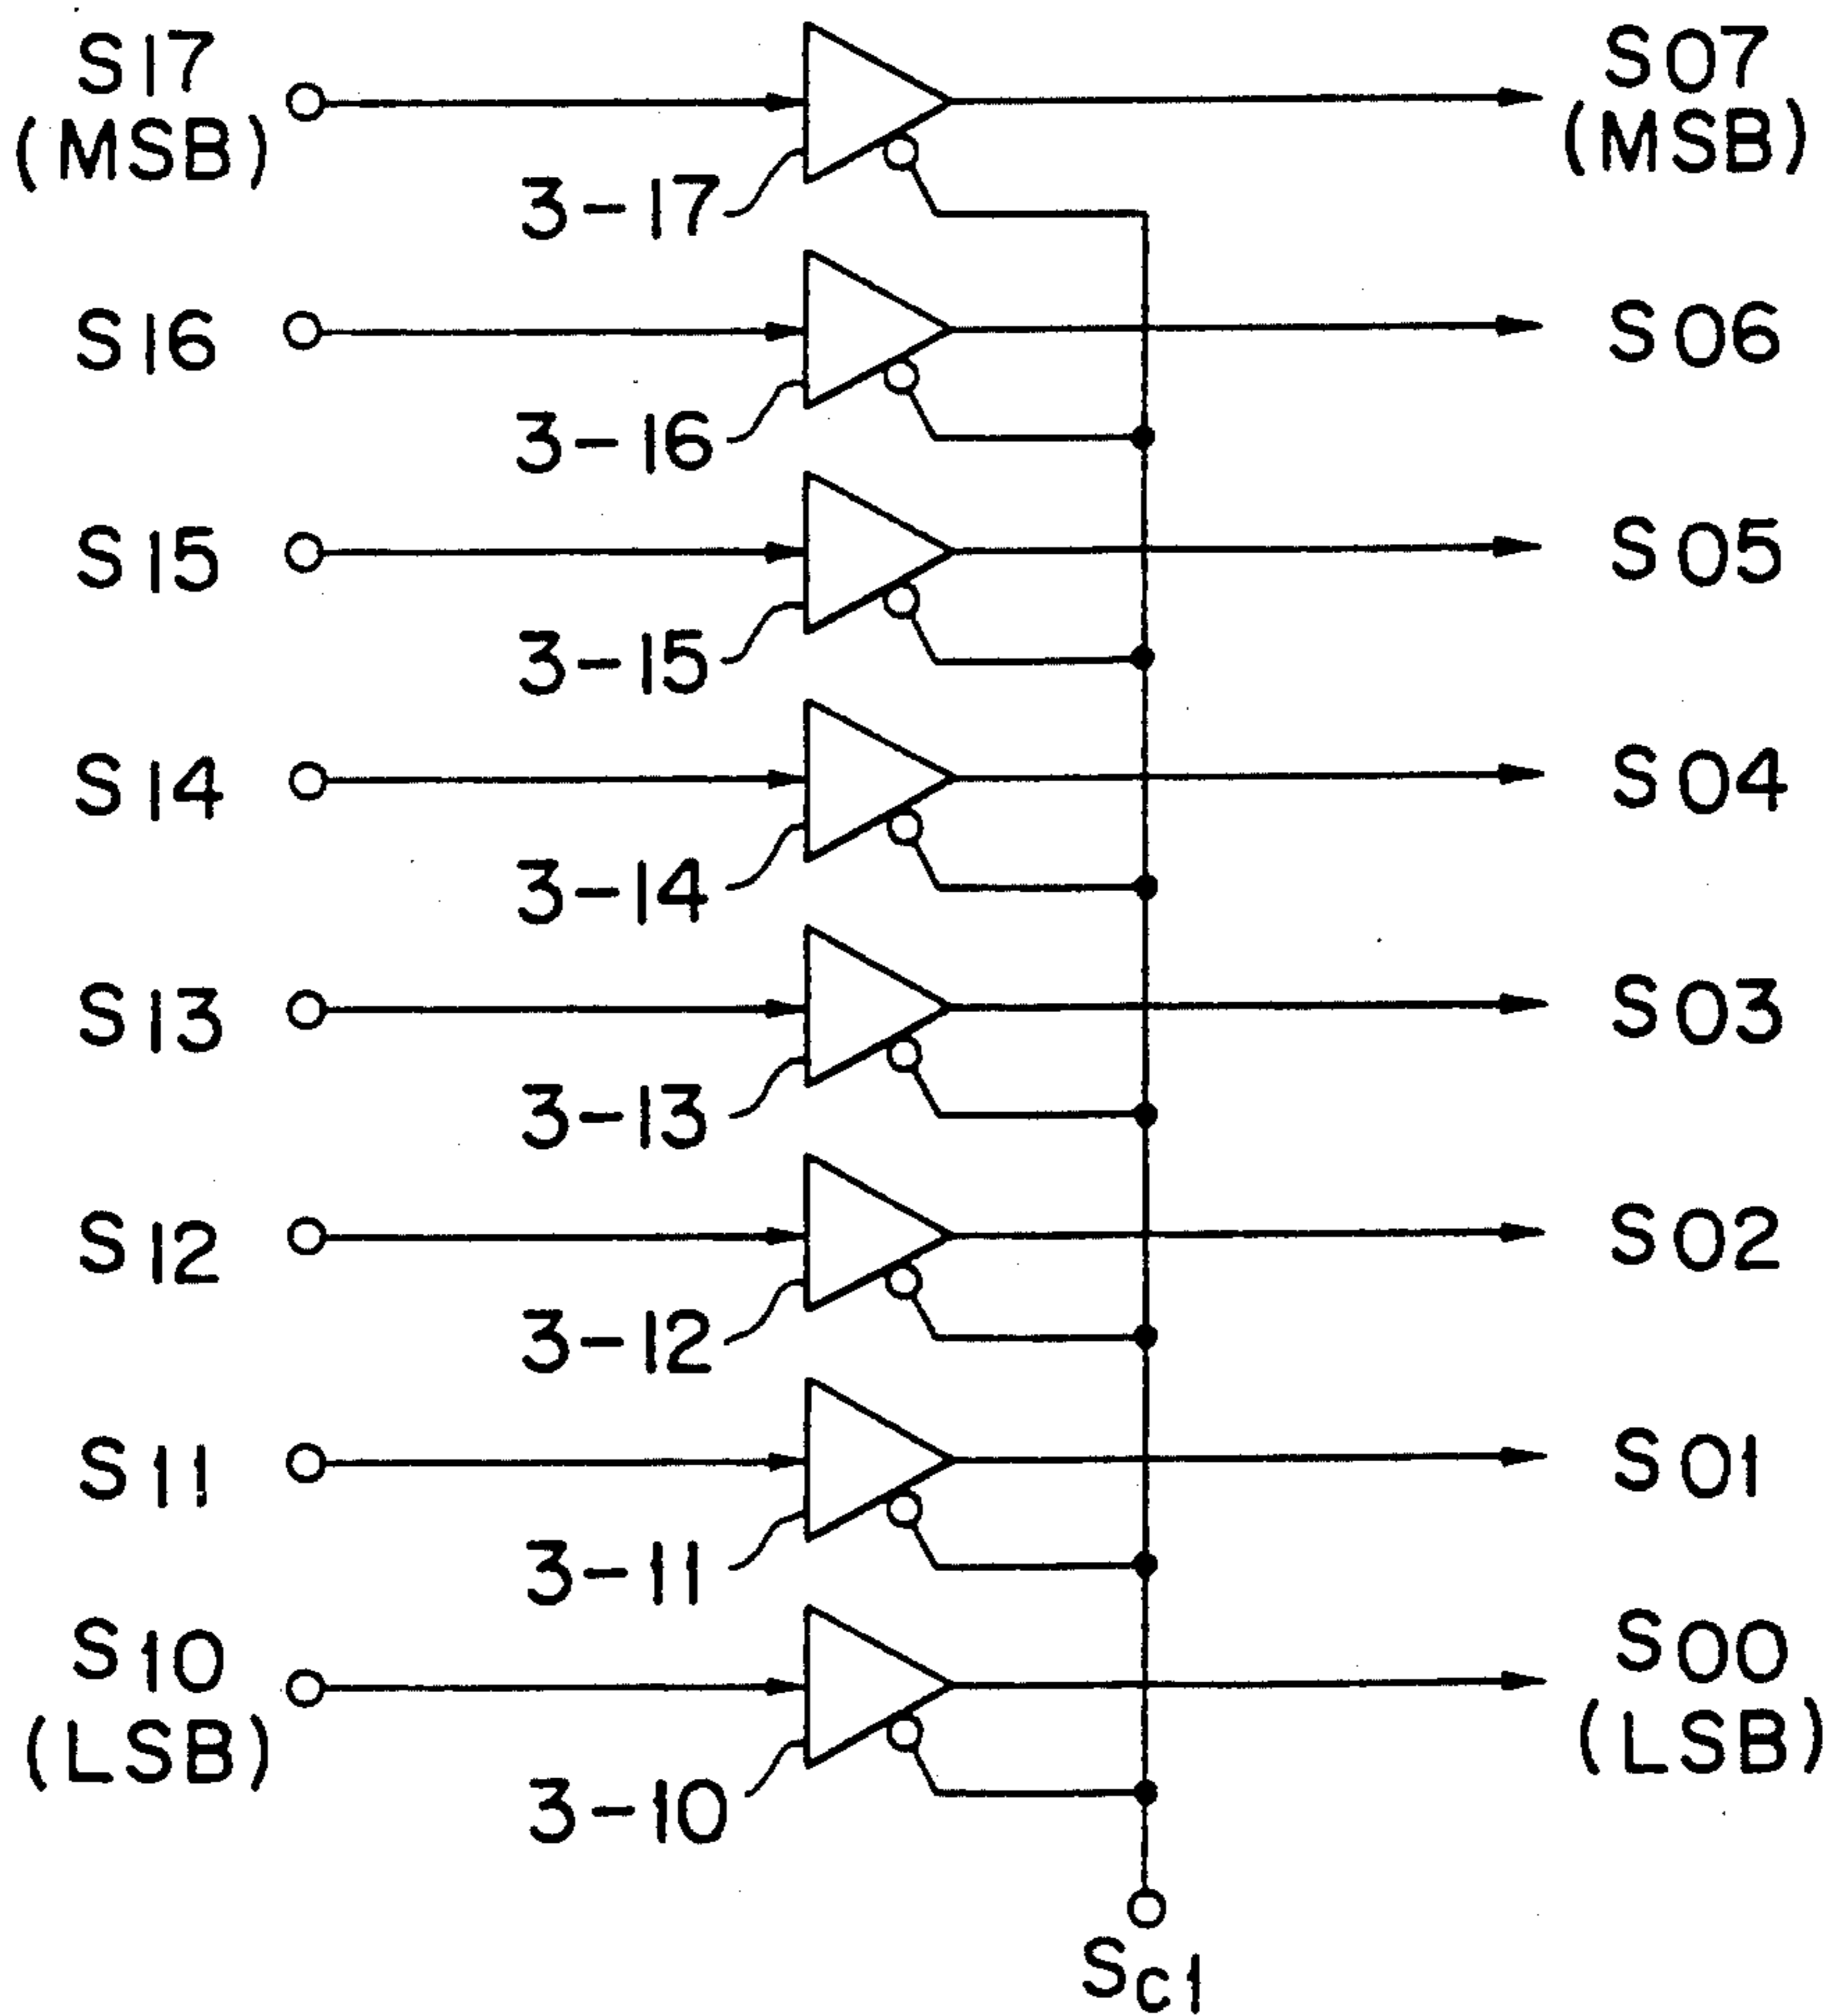 S17
(MSB)
S07
(MSB)
3-17
S16
S06
3-16
S15
S05
3-15
S14
S04
3-14
S13
S03
3-13
S12
S02
3-12
S11
S01
3-11
S10
(LSB)
S00
(LSB)
3-10
Sc1